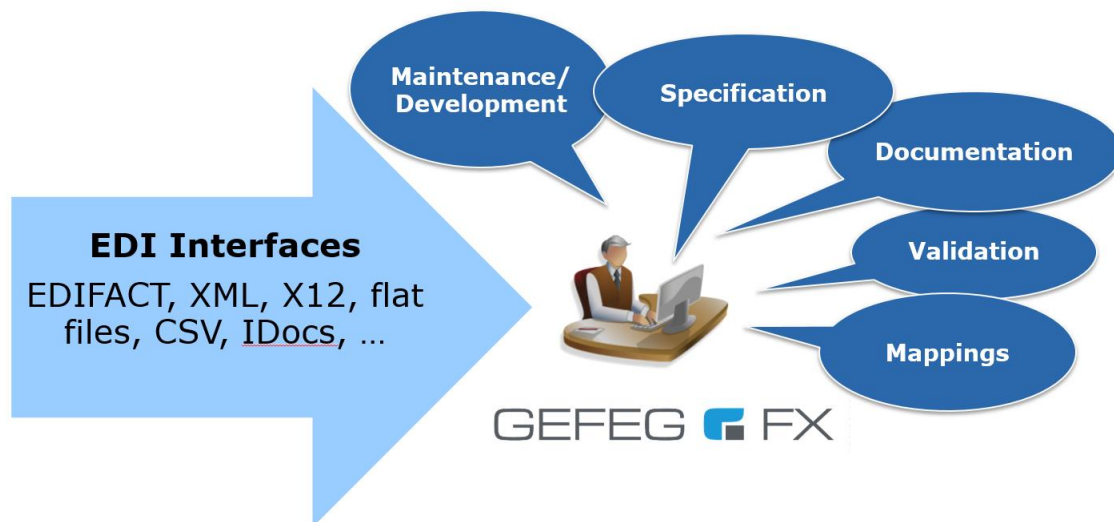 Maintenance/
Development
Specification
Documentation
Validation
Mappings
EDI Interfaces
EDIFACT, XML, X12, flat
files, CSV, IDocs, ...
GEFEG FX